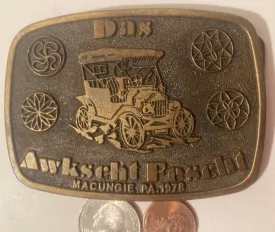 Das
Awkscht Fescht
MACUNGIE PA. 1978